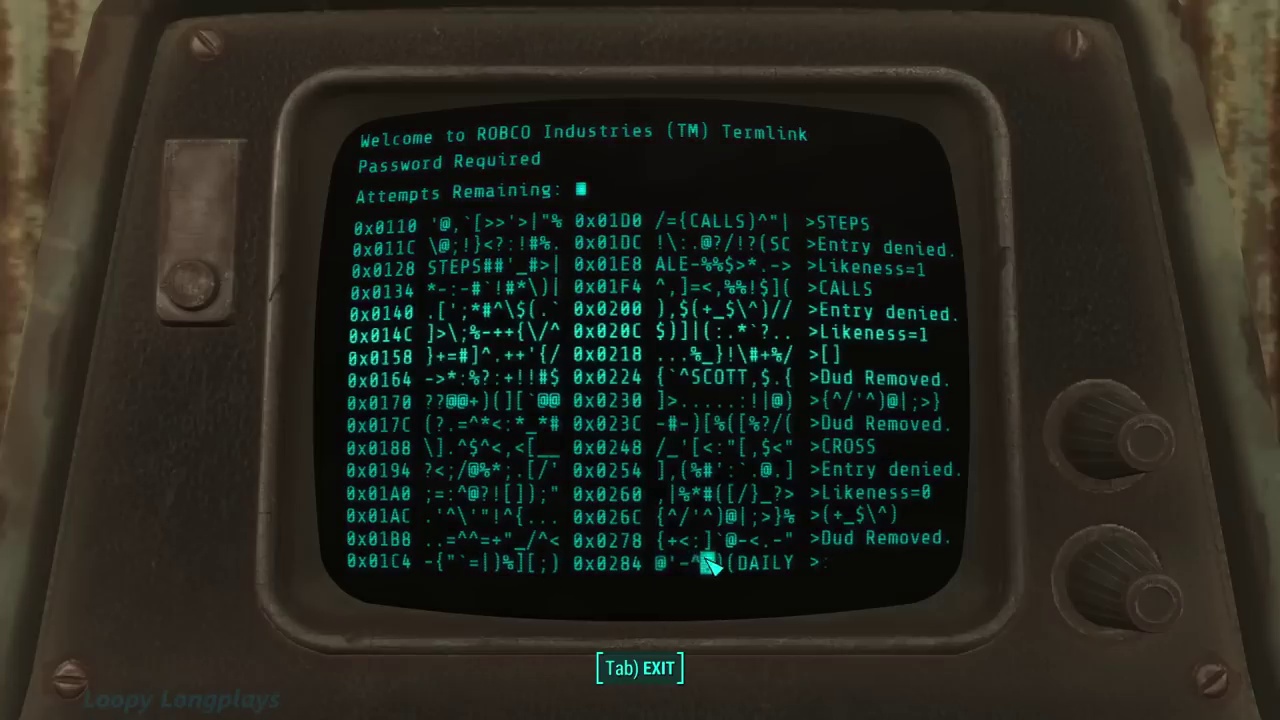 Welcome to ROBCO Industries (TM) Termlink
Password Required
Attempts Remaining: ■
0x0110 '@,`[>>'>|"% 0x01D0 /={CALLS)^"| >STEPS
0x011C \@;!}<?:!#%. 0x01DC !\:.@?/!?(SC >Entry denied.
0x0128 STEPS##'_#>| 0x01E8 ALE-%%$>*.-> >Likeness=1
0x0134 *-:-#`!#*\)| 0x01F4 ^,]=<,%%!$]( >CALLS
0x0140 .[';*#^\$(.` 0x0200 ),$(+_$\^)// >Entry denied.
0x014C ]>\;%-++{\/^ 0x020C $)]|(:.*`?.. >Likeness=1
0x0158 }+=#]^.++'{/ 0x0218 ...%_}!\#+%/ >[]
0x0164 ->*:%?:+!!#$ 0x0224 {`^SCOTT,$.{ >Dud Removed.
0x0170 ??@@+)(][`@@ 0x0230 ]>.....:!|@) >{^/'^)@|;>}
0x017C (?.=^*<:*_*# 0x023C -#-)[%([%?/( >Dud Removed.
0x0188 \].^$^<,<[__ 0x0248 /_'[<:"[,$<" >CROSS
0x0194 ?<;/@%*;.[/' 0x0254 ],(%#':`.@.] >Entry denied.
0x01A0 ;=:^@?![]);" 0x0260 ,|%*#([/}_?> >Likeness=0
0x01AC .'^\'"!^{... 0x026C {^/'^)@|;>}% >(+_$\^)
0x01B8 ..=^^=+"_/^< 0x0278 {+<:]`@-<.-" >Dud Removed.
0x01C4 -{"`=|)%][;) 0x0284 @'-^ )(DAILY >:
[Tab) EXIT]
Loopy Longplays